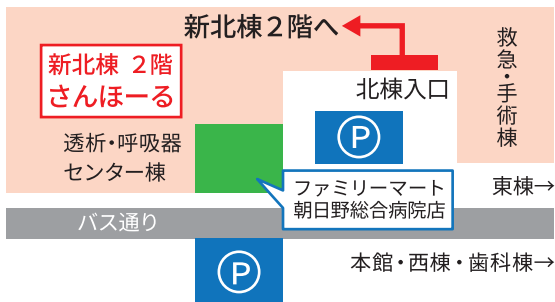 新北棟２階へ
新北棟 ２階
さんほーる
救急・手術棟
北棟入口
P
透析・呼吸器
センター棟
東棟→
ファミリーマート
朝日野総合病院店
バス通り
P
本館・西棟・歯科棟→